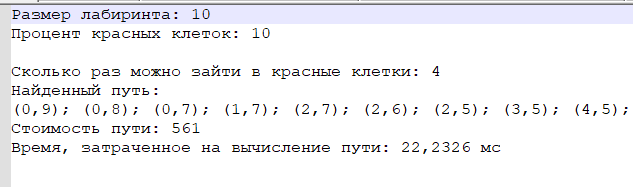 Размер лабиринта: 10
Процент красных клеток: 10
Сколько раз можно зайти в красные клетки: 4
Найденный путь:
(0,9); (0,8); (0,7); (1,7); (2,7); (2,6); (2,5); (3,5); (4,5);
Стоимость пути: 561
Время, затраченное на вычисление пути: 22,2326 мс